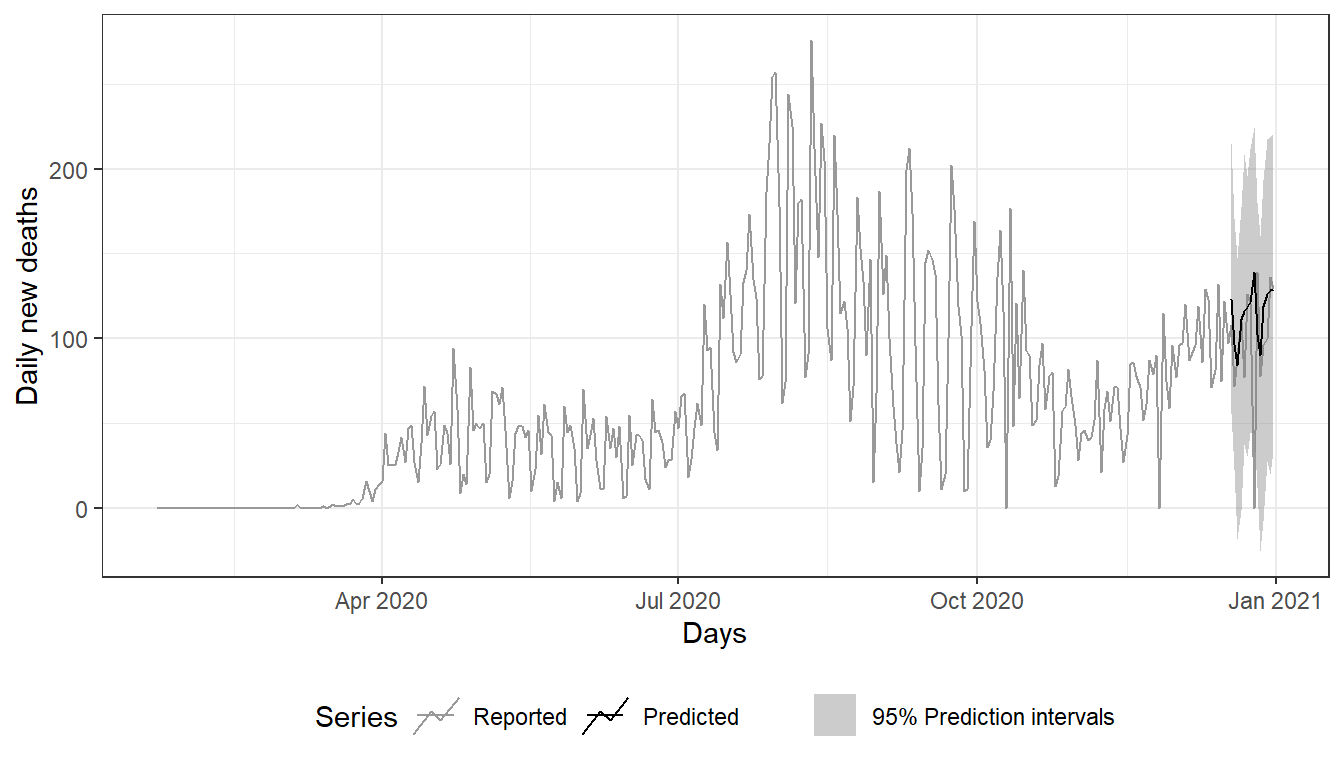 Daily new deaths
200
100
0
Apr 2020 Jul 2020 Oct 2020 Jan 2021
Days
Series Reported Predicted 95% Prediction intervals